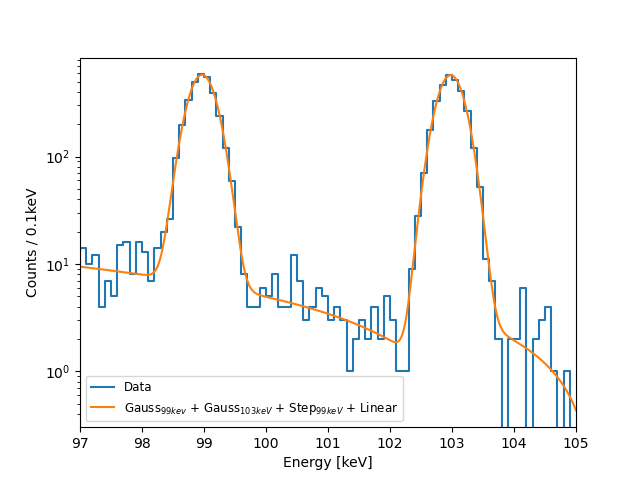 Counts / 0.1keV
10²
10¹
10⁰
Data
Gauss₉₉ₖₑᵥ + Gauss₁₀₃ₖₑV + Step₉₉ₖₑV + Linear
97 98 99 100 101 102 103 104 105
Energy [keV]